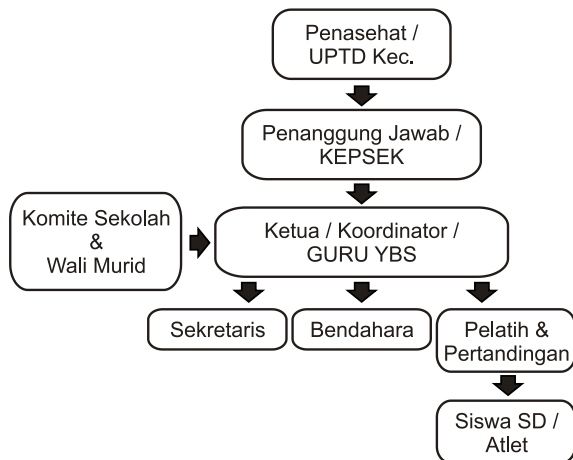 Penasehat /
UPTD Kec.
Penanggung Jawab /
KEPSEK
Komite Sekolah
&
Wali Murid
Ketua / Koordinator /
GURU YBS
Sekretaris
Bendahara
Pelatih &
Pertandingan
Siswa SD /
Atlet